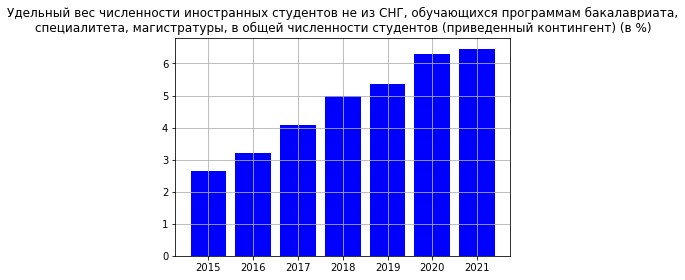 Удельный вес численности иностранных студентов не из СНГ, обучающихся программам бакалавриата,
специалитета, магистратуры, в общей численности студентов (приведенный контингент) (в %)
6
5
4
3
2
1
0
2015 2016 2017 2018 2019 2020 2021